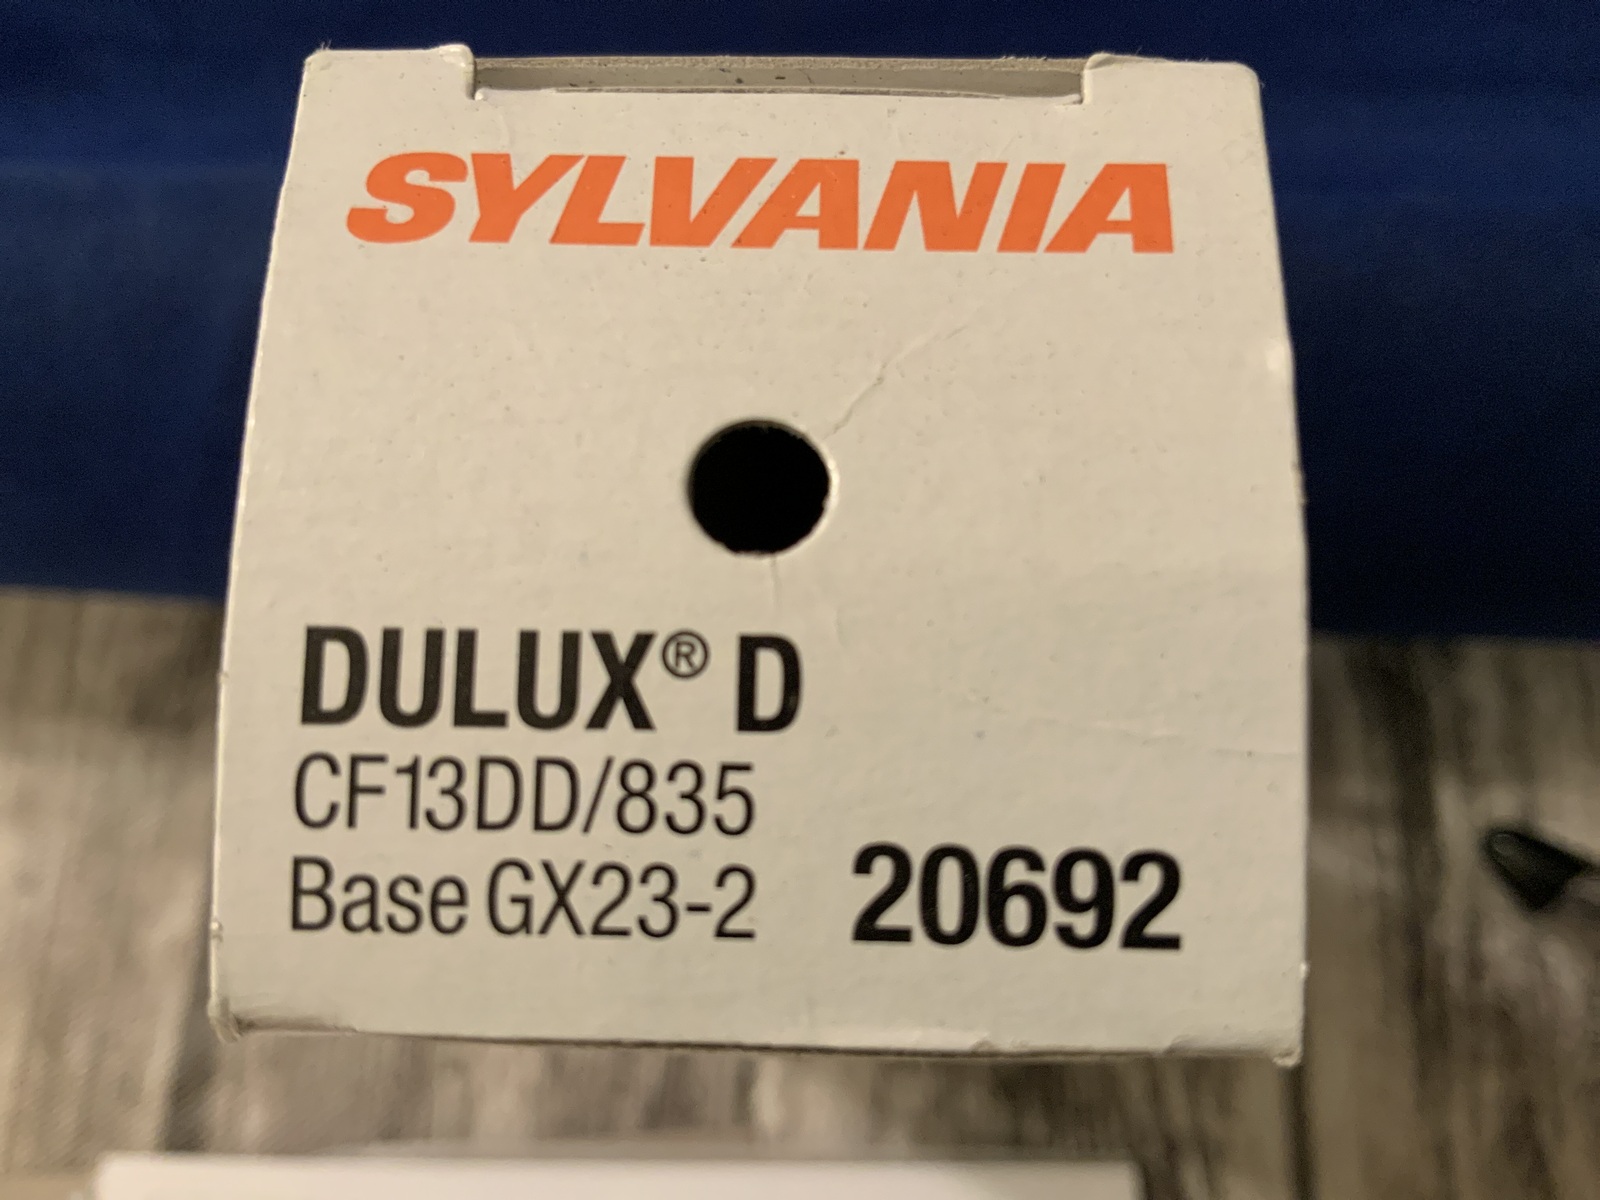 SYLVANIA
DULUX® D
CF13DD/835
Base GX23-2
20692